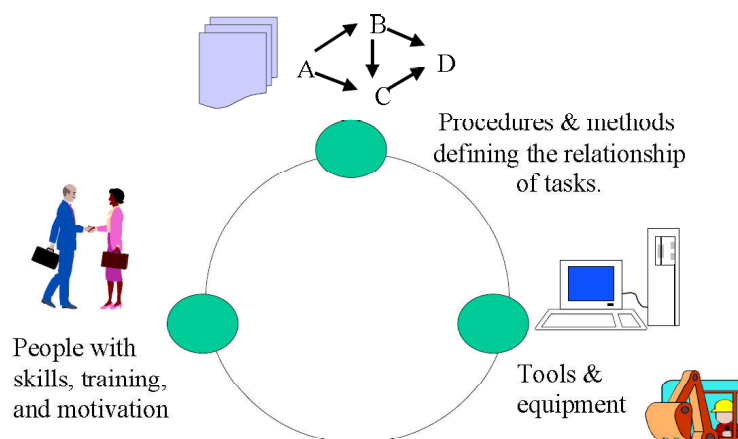 B
A
D
C
Procedures & methods
defining the relationship
of tasks.
People with
skills, training,
and motivation
Tools &
equipment